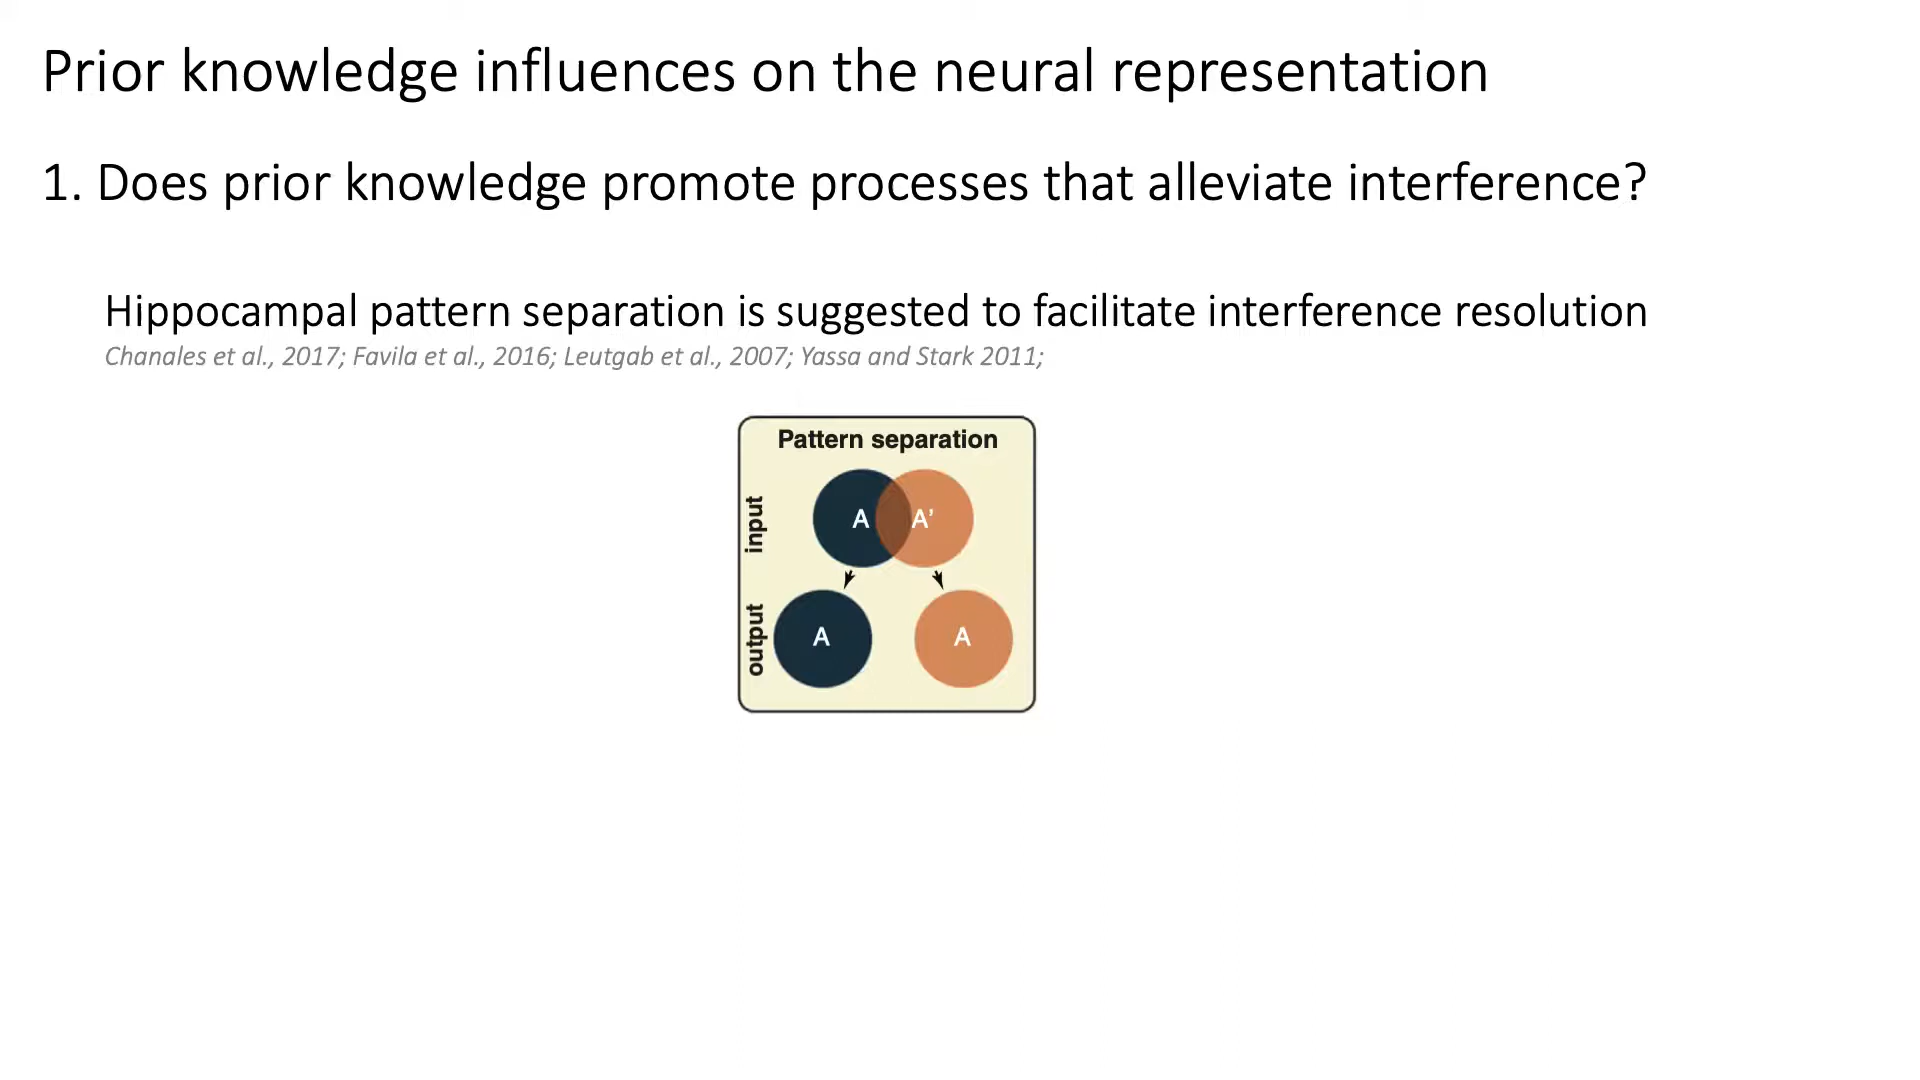 Prior knowledge influences on the neural representation
1. Does prior knowledge promote processes that alleviate interference?
Hippocampal pattern separation is suggested to facilitate interference resolution
Chanales et al., 2017; Favila et al., 2016; Leutgab et al., 2007; Yassa and Stark 2011;
Pattern separation
input
A A'
output
A A